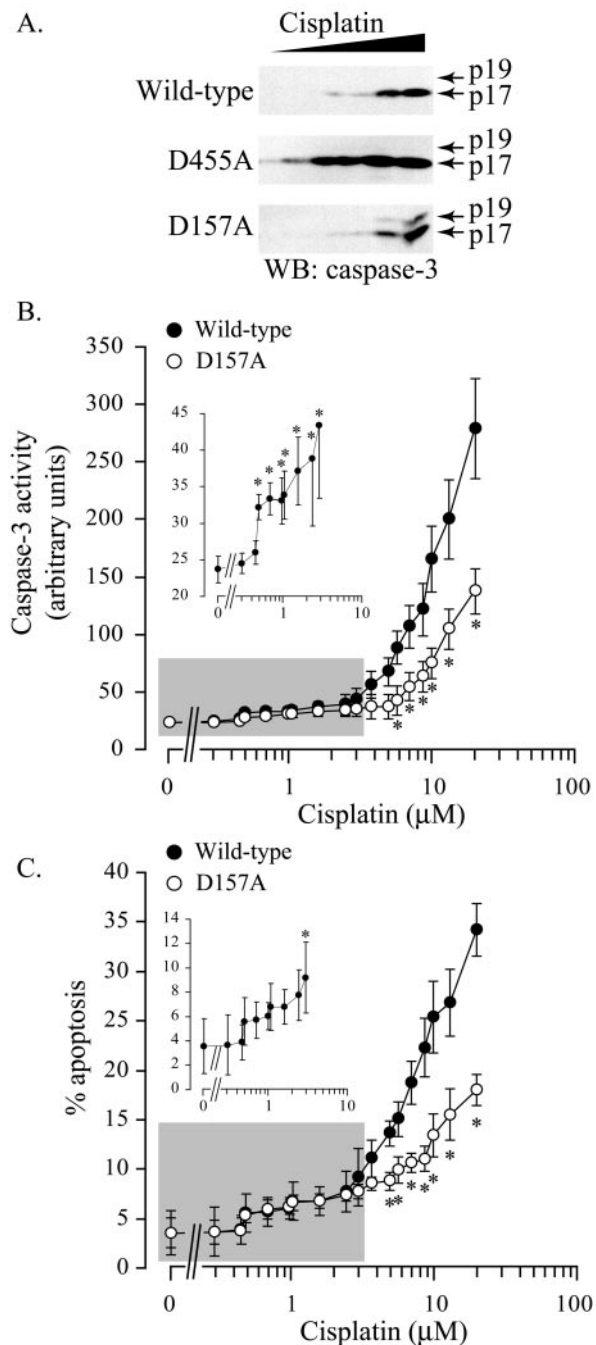 A.
Cisplatin
Wild-type
p19
p17
D455A
p19
p17
D157A
p19
p17
WB: caspase-3
B.
Wild-type
D157A
Caspase-3 activity
(arbitrary units)
350
300
250
200
150
100
50
0
45
40
35
30
25
20
0 1 10
* * * * * * *
* * * * * *
0 1 10 100
Cisplatin (μM)
C.
Wild-type
D157A
% apoptosis
40
35
30
25
20
15
10
5
0
14
12
10
8
6
4
2
0
0 1 10
*
* * * * * * *
0 1 10 100
Cisplatin (μM)